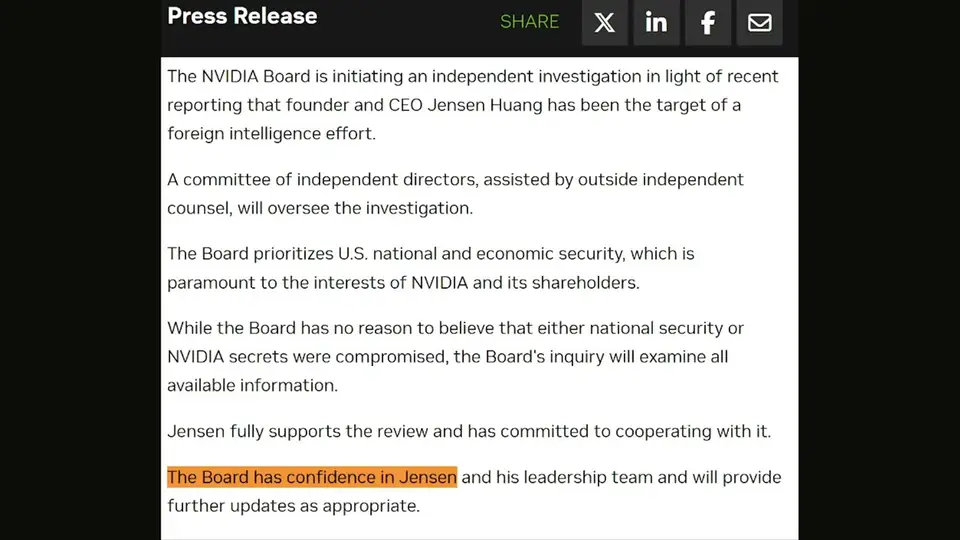 Press Release
SHARE
The NVIDIA Board is initiating an independent investigation in light of recent
reporting that founder and CEO Jensen Huang has been the target of a
foreign intelligence effort.
A committee of independent directors, assisted by outside independent
counsel, will oversee the investigation.
The Board prioritizes U.S. national and economic security, which is
paramount to the interests of NVIDIA and its shareholders.
While the Board has no reason to believe that either national security or
NVIDIA secrets were compromised, the Board's inquiry will examine all
available information.
Jensen fully supports the review and has committed to cooperating with it.
The Board has confidence in Jensen and his leadership team and will provide
further updates as appropriate.